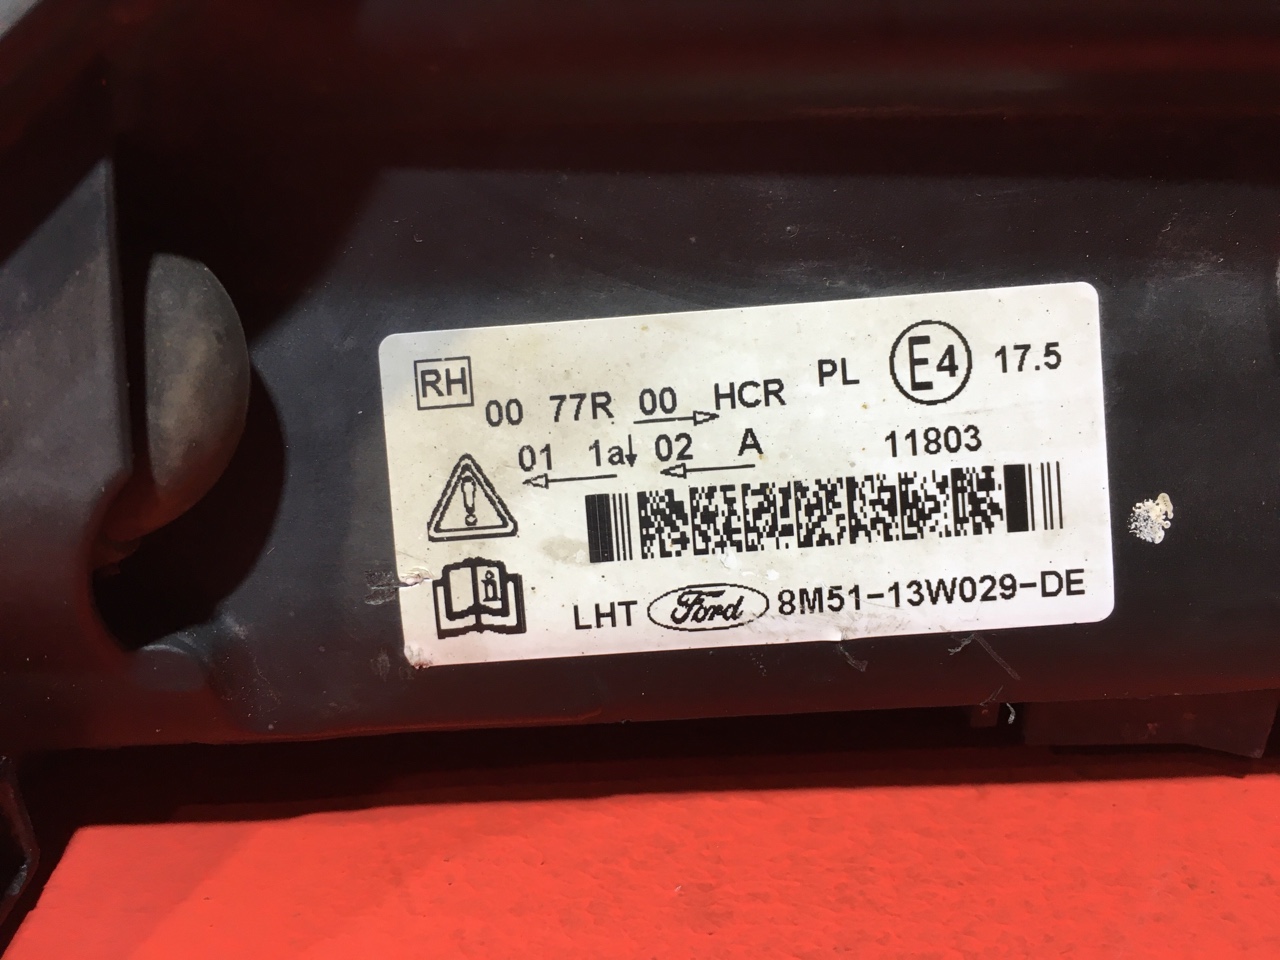 RH 00 77R 00 HCR PL E4 17.5
01 1a 02 A 11803
LHT Ford 8M51-13W029-DE